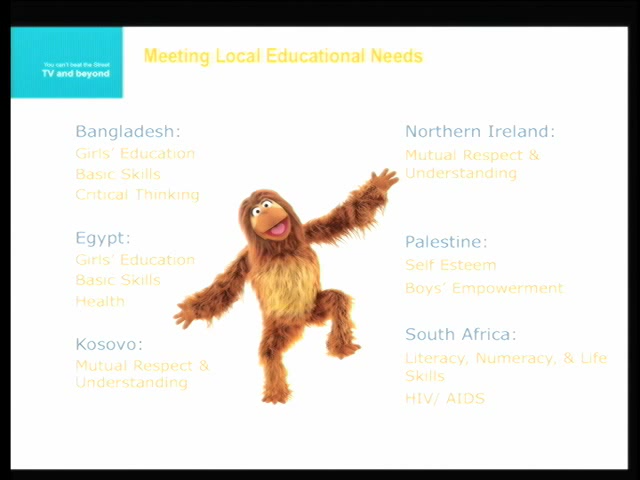 You can't beat the Street
TV and beyond
Meeting Local Educational Needs
Bangladesh:
Girls' Education
Basic Skills
Critical Thinking
Egypt:
Girls' Education
Basic Skills
Health
Kosovo:
Mutual Respect &
Understanding
Northern Ireland:
Mutual Respect &
Understanding
Palestine:
Self Esteem
Boys' Empowerment
South Africa:
Literacy, Numeracy, & Life
Skills
HIV/ AIDS